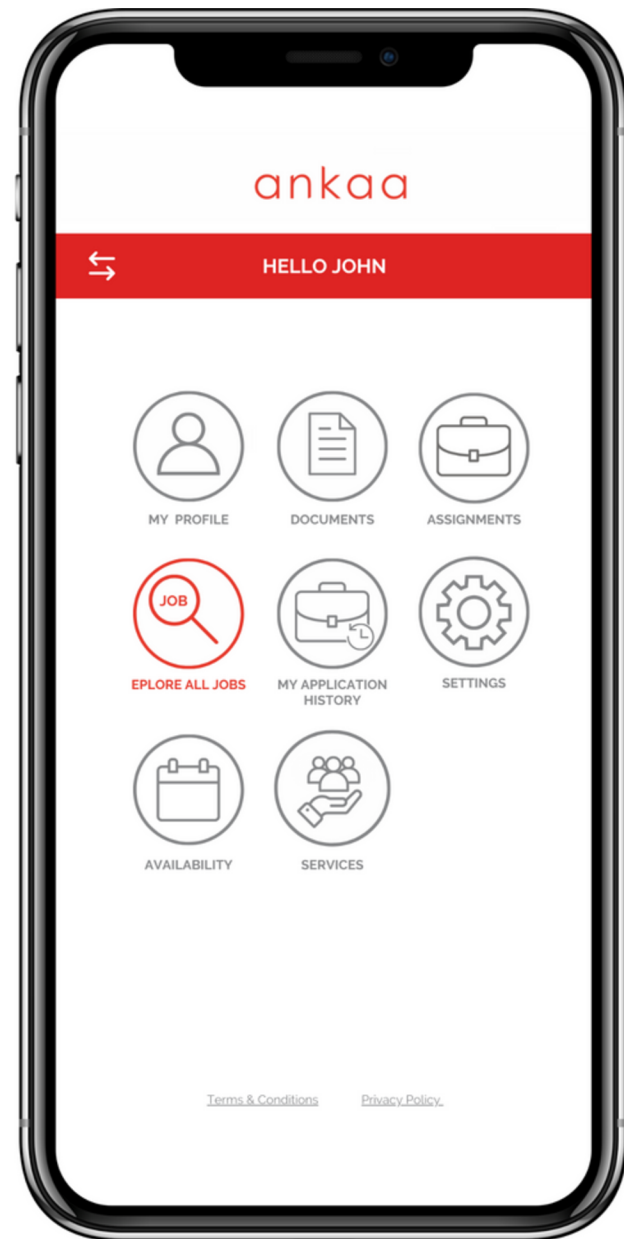 ankaa
HELLO JOHN
MY PROFILE
DOCUMENTS
ASSIGNMENTS
JOB
EPLORE ALL JOBS
MY APPLICATION
HISTORY
SETTINGS
AVAILABILITY
SERVICES
Terms & Conditions
Privacy Policy